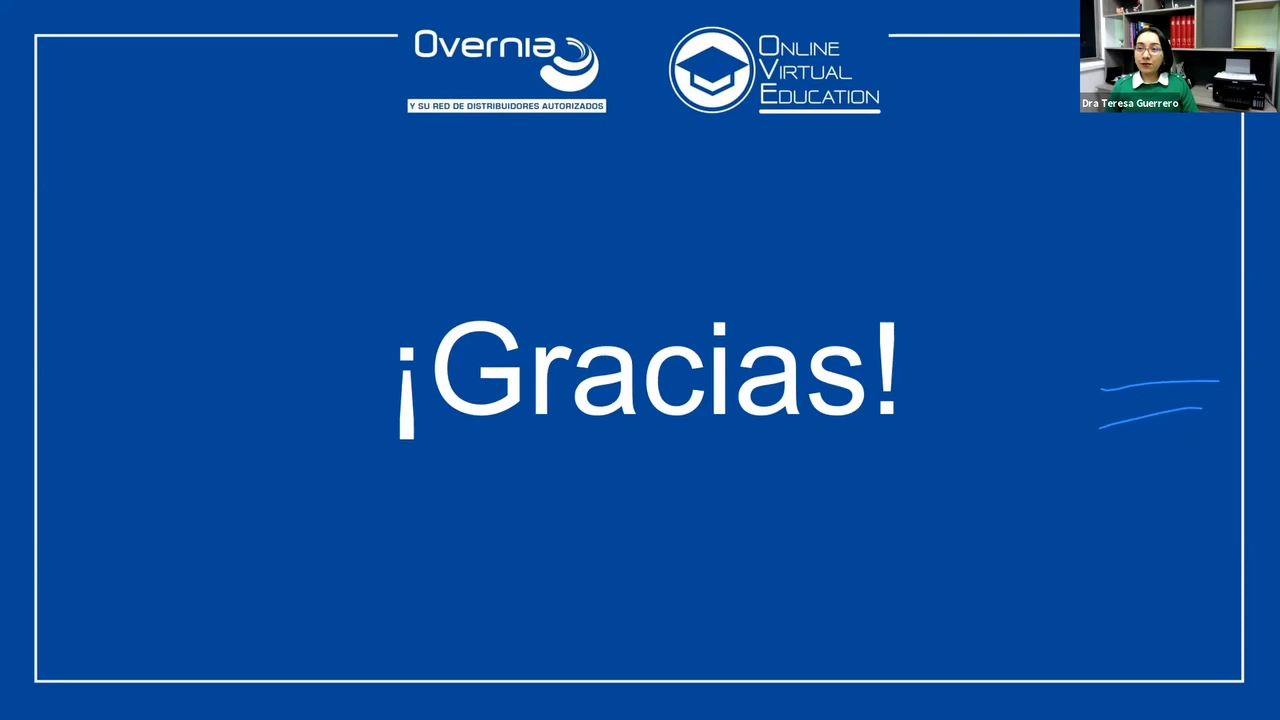 Overnia
Y SU RED DE DISTRIBUIDORES AUTORIZADOS
ONLINE
VIRTUAL
EDUCATION
Dra Teresa Guerrero
¡Gracias!